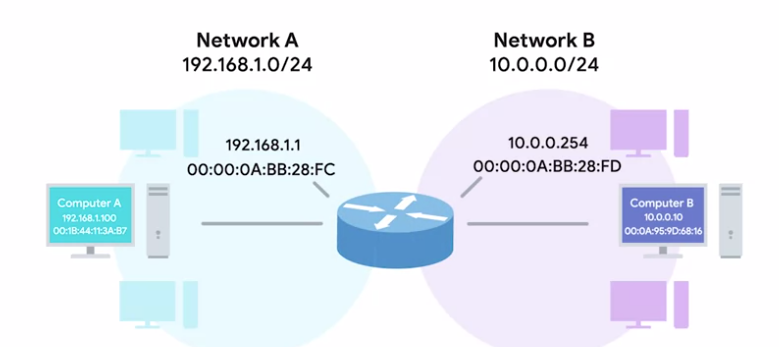 Network A
192.168.1.0/24
Network B
10.0.0.0/24
192.168.1.1
00:00:0A:BB:28:FC
10.0.0.254
00:00:0A:BB:28:FD
Computer A
192.168.1.100
00:1B:44:11:3A:B7
Computer B
10.0.0.10
00:0A:95:9D:68:16